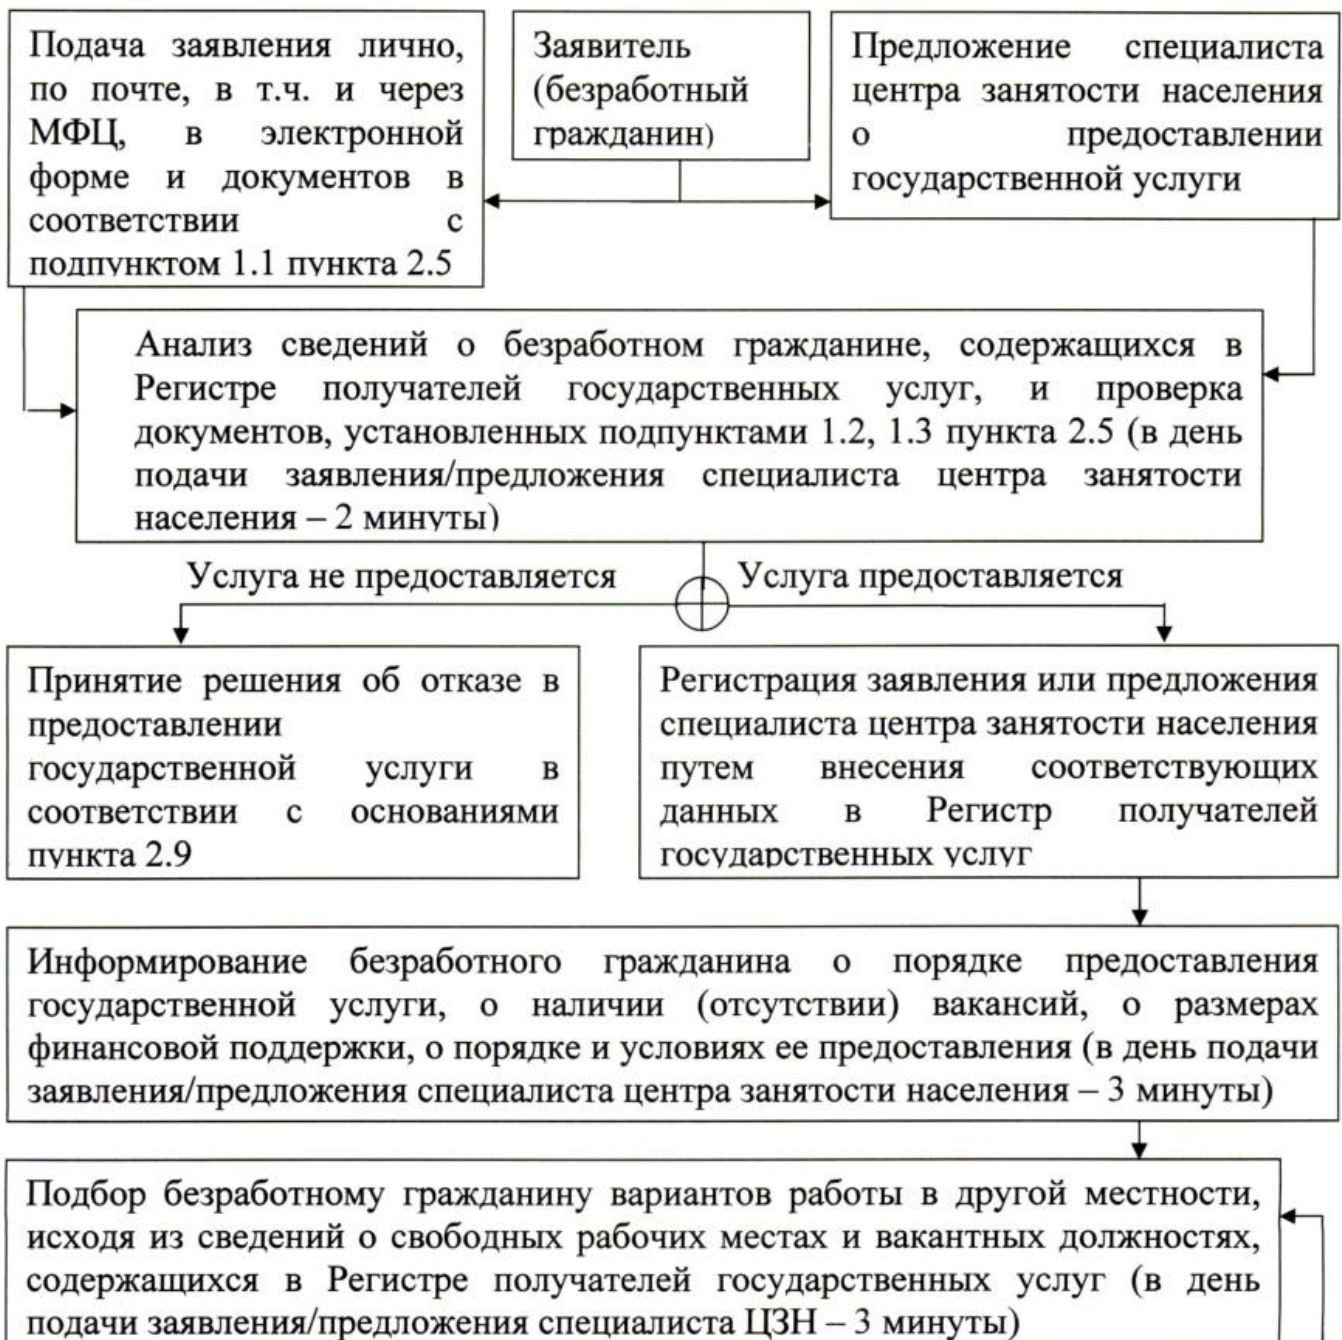 Подача заявления лично,
по почте, в т.ч. и через
МФЦ, в электронной
форме и документов в
соответствии с
подпунктом 1.1 пункта 2.5
Заявитель
(безработный
гражданин)
Предложение специалиста
центра занятости населения
о предоставлении
государственной услуги
Анализ сведений о безработном гражданине, содержащихся в
Регистре получателей государственных услуг, и проверка
документов, установленных подпунктами 1.2, 1.3 пункта 2.5 (в день
подачи заявления/предложения специалиста центра занятости
населения – 2 минуты)
Услуга не предоставляется
Услуга предоставляется
Принятие решения об отказе в
предоставлении
государственной услуги в
соответствии с основаниями
пункта 2.9
Регистрация заявления или предложения
специалиста центра занятости населения
путем внесения соответствующих
данных в Регистр получателей
государственных услуг
Информирование безработного гражданина о порядке предоставления
государственной услуги, о наличии (отсутствии) вакансий, о размерах
финансовой поддержки, о порядке и условиях ее предоставления (в день подачи
заявления/предложения специалиста центра занятости населения – 3 минуты)
Подбор безработному гражданину вариантов работы в другой местности,
исходя из сведений о свободных рабочих местах и вакантных должностях,
содержащихся в Регистре получателей государственных услуг (в день
подачи заявления/предложения специалиста ЦЗН – 3 минуты)